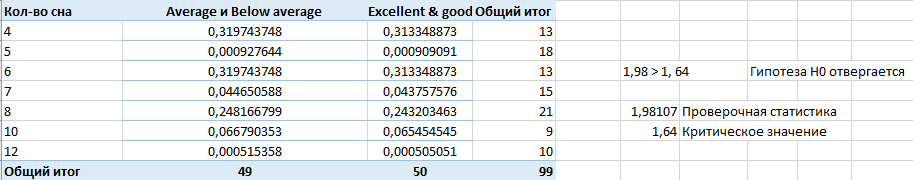 Кол-во сна Average и Below average Excellent & good Общий итог
4 0,319743748 0,313348873 13
5 0,000927644 0,000909091 18
6 0,319743748 0,313348873 13 1,98 > 1, 64 Гипотеза H0 отвергается
7 0,044650588 0,043757576 15
8 0,248166799 0,243203463 21 1,98107 Проверочная статистика
10 0,066790353 0,065454545 9 1,64 Критическое значение
12 0,000515358 0,000505051 10
Общий итог 49 50 99